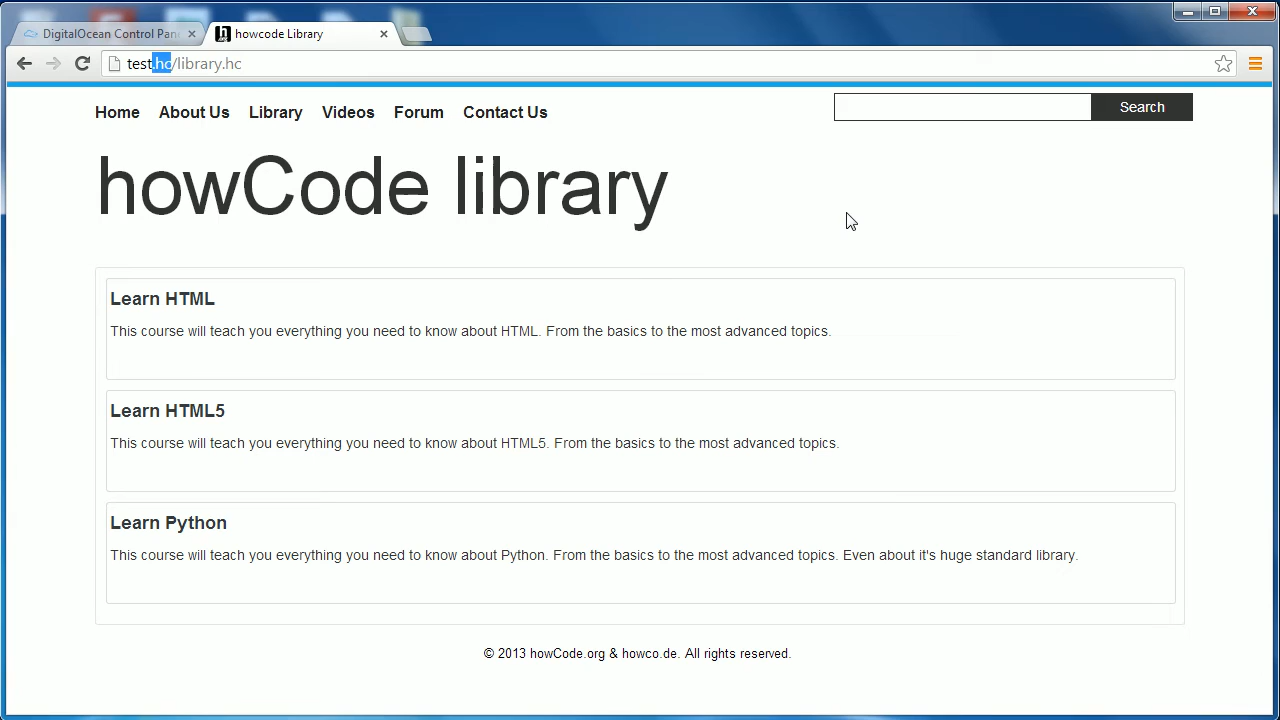 DigitalOcean Control Pan
howcode Library
test.hc/library.hc
Home About Us Library Videos Forum Contact Us
Search
howCode library
Learn HTML
This course will teach you everything you need to know about HTML. From the basics to the most advanced topics.
Learn HTML5
This course will teach you everything you need to know about HTML5. From the basics to the most advanced topics.
Learn Python
This course will teach you everything you need to know about Python. From the basics to the most advanced topics. Even about it's huge standard library.
© 2013 howCode.org & howco.de. All rights reserved.